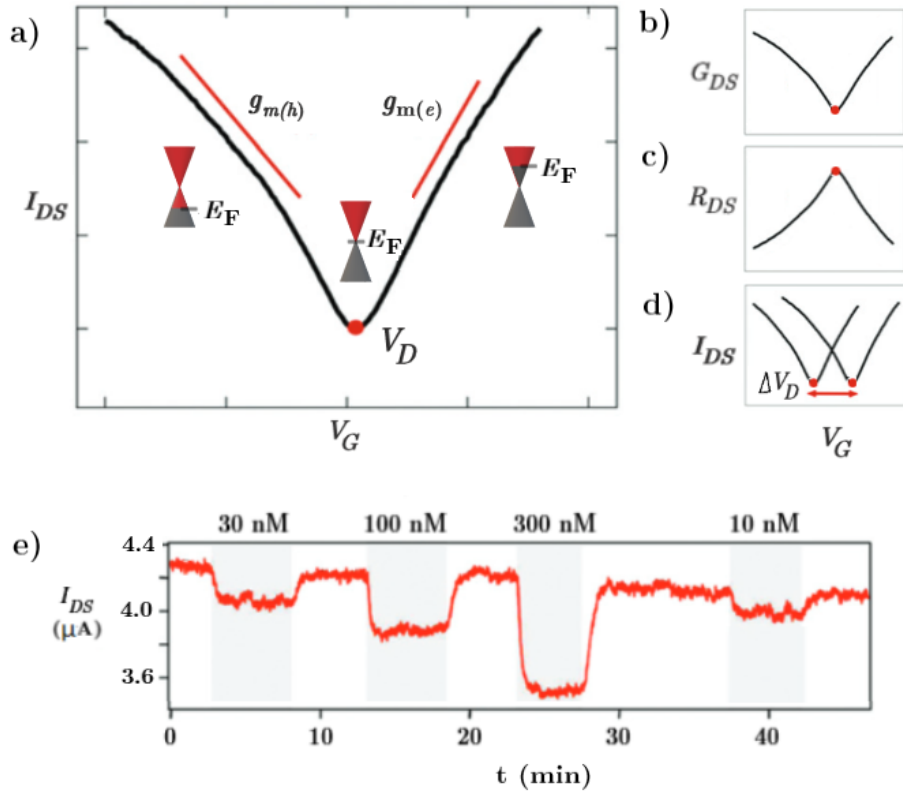 a)
I_DS
g_m(h)
g_m(e)
E_F
E_F
E_F
V_D
V_G
b)
G_DS
c)
R_DS
d)
I_DS
ΔV_D
V_G
e)
30 nM 100 nM 300 nM 10 nM
I_DS
(μA)
4.4
4.0
3.6
0 10 20 30 40
t (min)